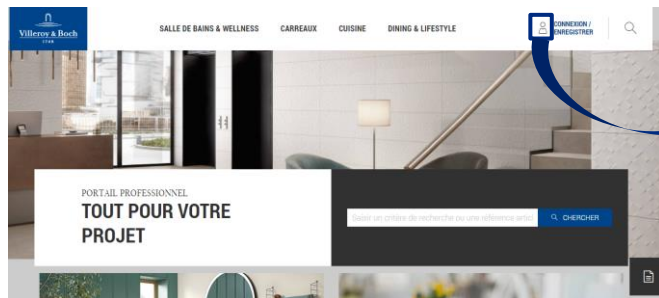 Villeroy & Boch
1748
SALLE DE BAINS & WELLNESS
CARREAUX
CUISINE
DINING & LIFESTYLE
CONNEXION /
ENREGISTRER
PORTAIL PROFESSIONNEL
TOUT POUR VOTRE
PROJET
Saisir un critère de recherche ou une référence articl
CHERCHER